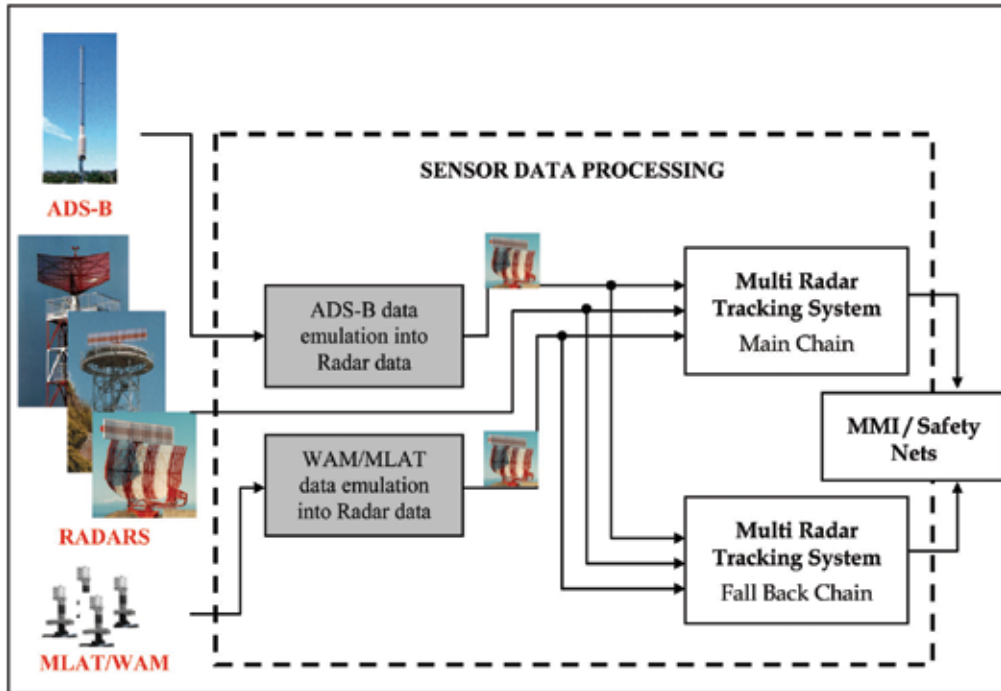 SENSOR DATA PROCESSING
ADS-B
ADS-B data
emulation into
Radar data
Multi Radar
Tracking System
Main Chain
RADARS
WAM/MLAT
data emulation
into Radar data
MMI / Safety
Nets
Multi Radar
Tracking System
Fall Back Chain
MLAT/WAM